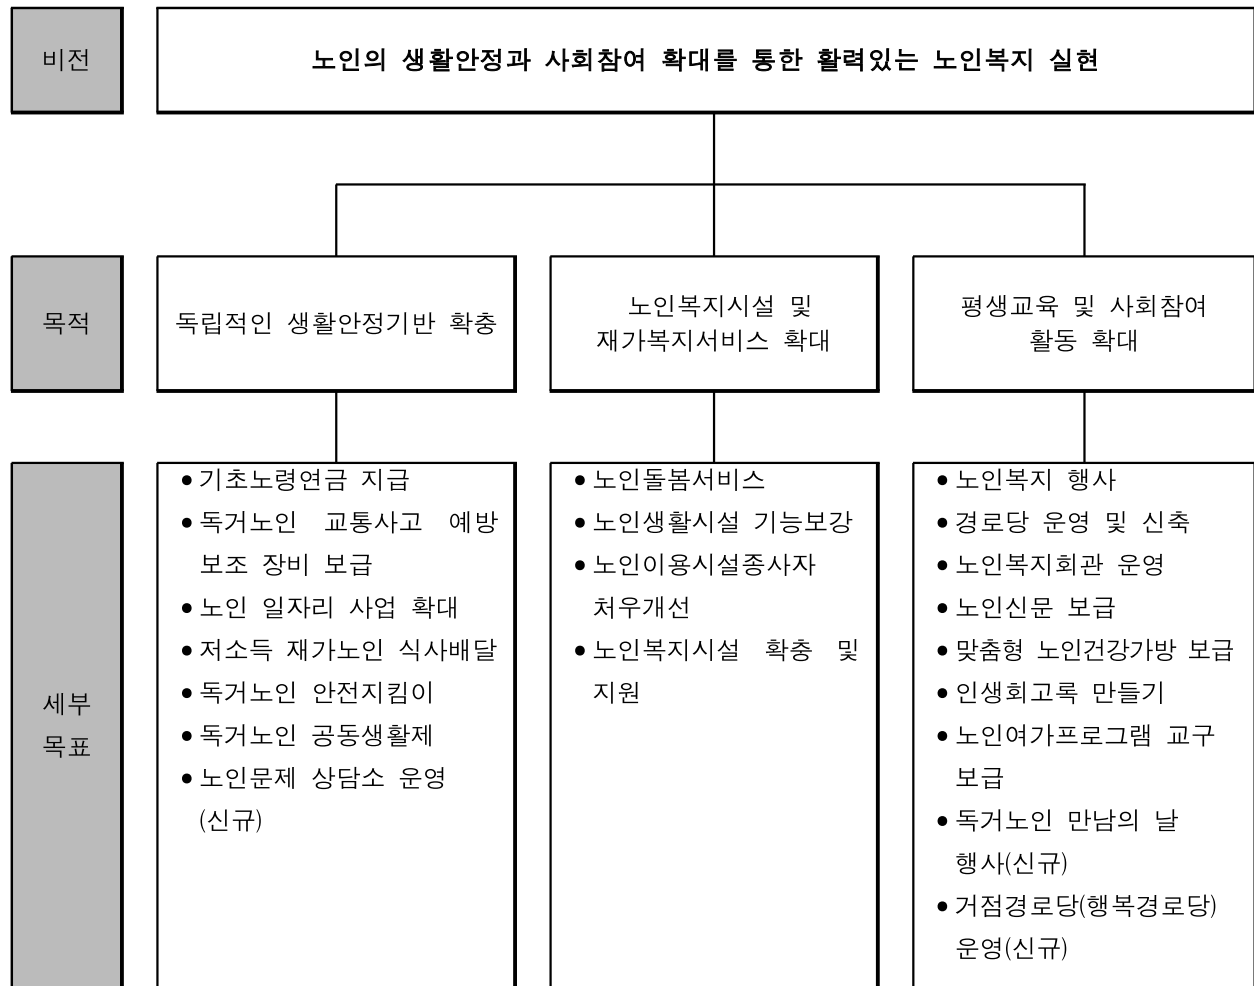 비전
노인의 생활안정과 사회참여 확대를 통한 활력있는 노인복지 실현
목적
독립적인 생활안정기반 확충
노인복지시설 및
재가복지서비스 확대
평생교육 및 사회참여
활동 확대
세부
목표
• 기초노령연금 지급
• 독거노인 교통사고 예방
보조 장비 보급
• 노인 일자리 사업 확대
• 저소득 재가노인 식사배달
• 독거노인 안전지킴이
• 독거노인 공동생활제
• 노인문제 상담소 운영
(신규)
• 노인돌봄서비스
• 노인생활시설 기능보강
• 노인이용시설종사자
처우개선
• 노인복지시설 확충 및
지원
• 노인복지 행사
• 경로당 운영 및 신축
• 노인복지회관 운영
• 노인신문 보급
• 맞춤형 노인건강가방 보급
• 인생회고록 만들기
• 노인여가프로그램 교구
보급
• 독거노인 만남의 날
행사(신규)
• 거점경로당(행복경로당)
운영(신규)